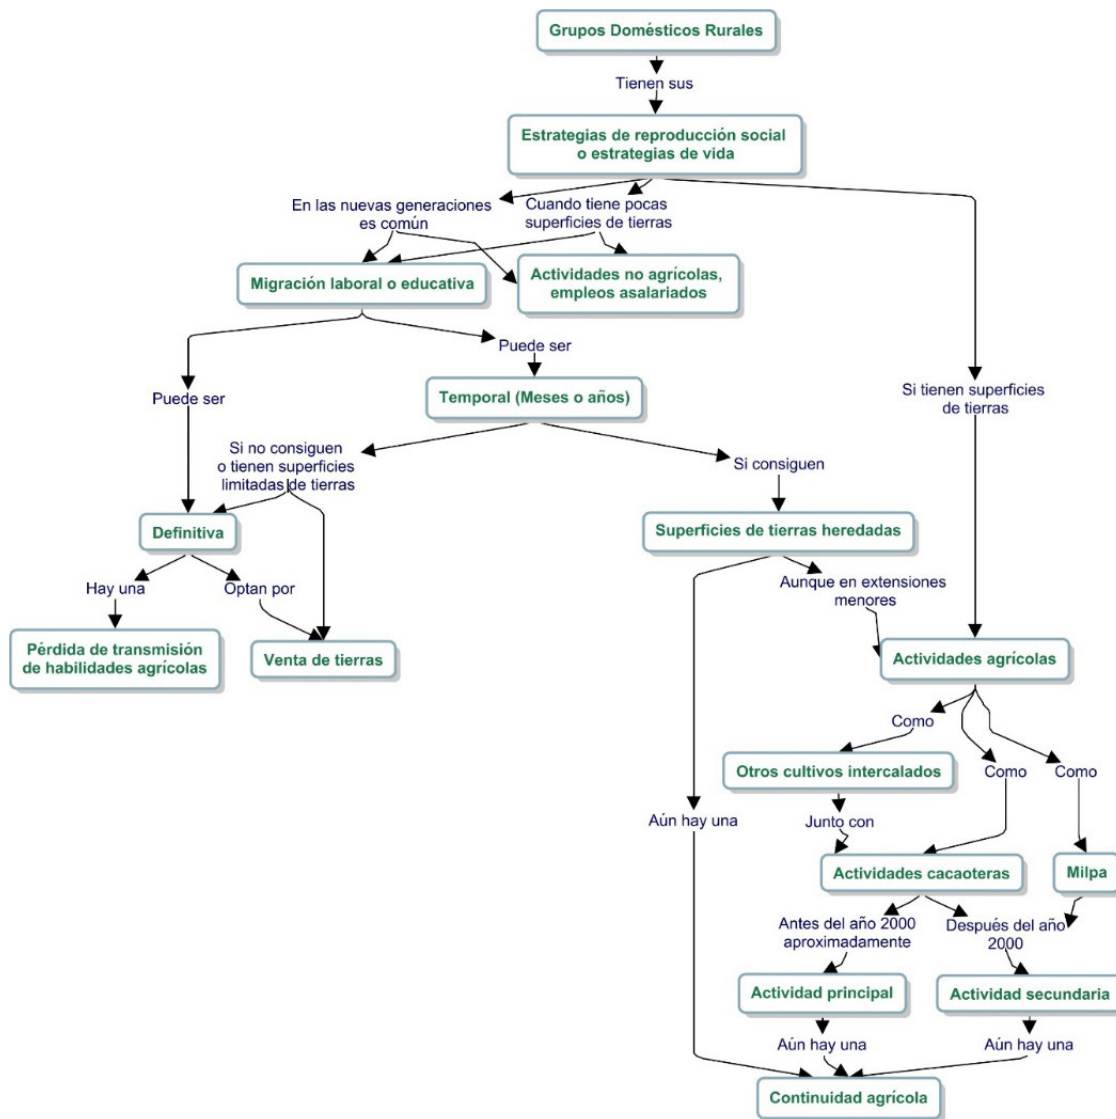 Grupos Domésticos Rurales
Tienen sus
Estrategias de reproducción social
o estrategias de vida
En las nuevas generaciones
es común
Cuando tiene pocas
superficies de tierras
Migración laboral o educativa
Actividades no agrícolas,
empleos asalariados
Puede ser
Puede ser
Temporal (Meses o años)
Si tienen superficies
de tierras
Si no consiguen
o tienen superficies
limitadas de tierras
Si consiguen
Definitiva
Superficies de tierras heredadas
Hay una
Optan por
Aunque en extensiones
menores
Pérdida de transmisión
de habilidades agrícolas
Venta de tierras
Actividades agrícolas
Como
Otros cultivos intercalados
Como
Como
Aún hay una
Junto con
Actividades cacaoteras
Milpa
Antes del año 2000
aproximadamente
Después del año
2000
Actividad principal
Actividad secundaria
Aún hay una
Aún hay una
Continuidad agrícola